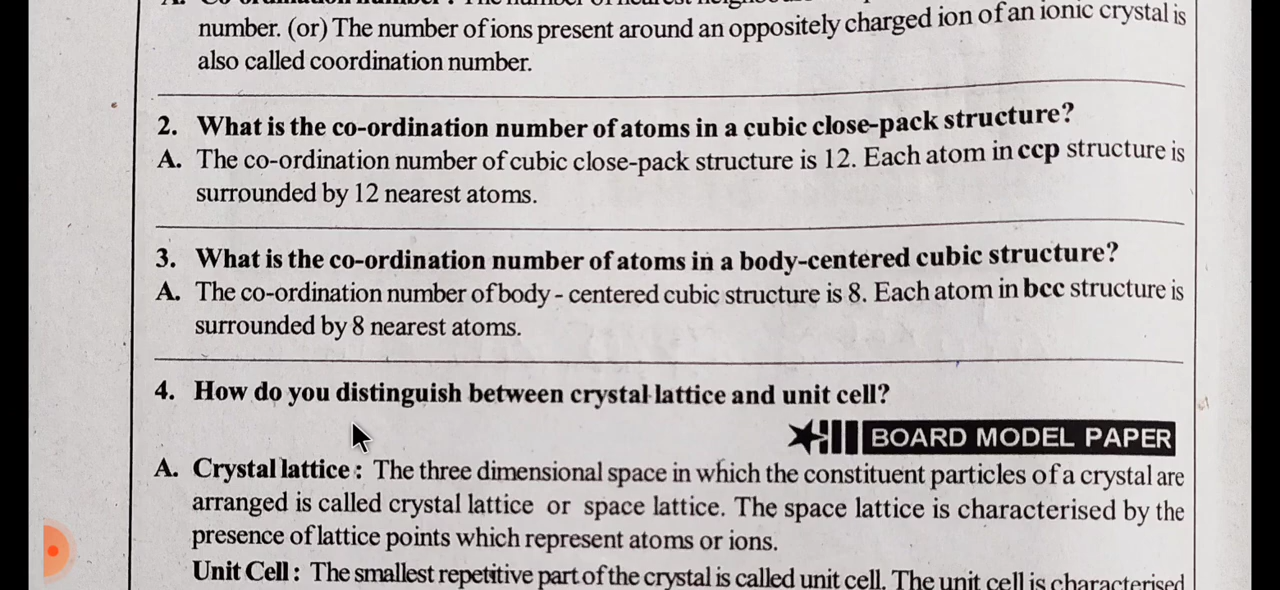 A. Co-ordination number : The number of nearest
number. (or) The number of ions present around an oppositely charged ion of an ionic crystal is
also called coordination number.
2. What is the co-ordination number of atoms in a cubic close-pack structure?
A. The co-ordination number of cubic close-pack structure is 12. Each atom in ccp structure is
surrounded by 12 nearest atoms.
3. What is the co-ordination number of atoms in a body-centered cubic structure?
A. The co-ordination number of body - centered cubic structure is 8. Each atom in bcc structure is
surrounded by 8 nearest atoms.
4. How do you distinguish between crystal lattice and unit cell?
BOARD MODEL PAPER
A. Crystal lattice : The three dimensional space in which the constituent particles of a crystal are
arranged is called crystal lattice or space lattice. The space lattice is characterised by the
presence of lattice points which represent atoms or ions.
Unit Cell : The smallest repetitive part of the crystal is called unit cell. The unit cell is characterised